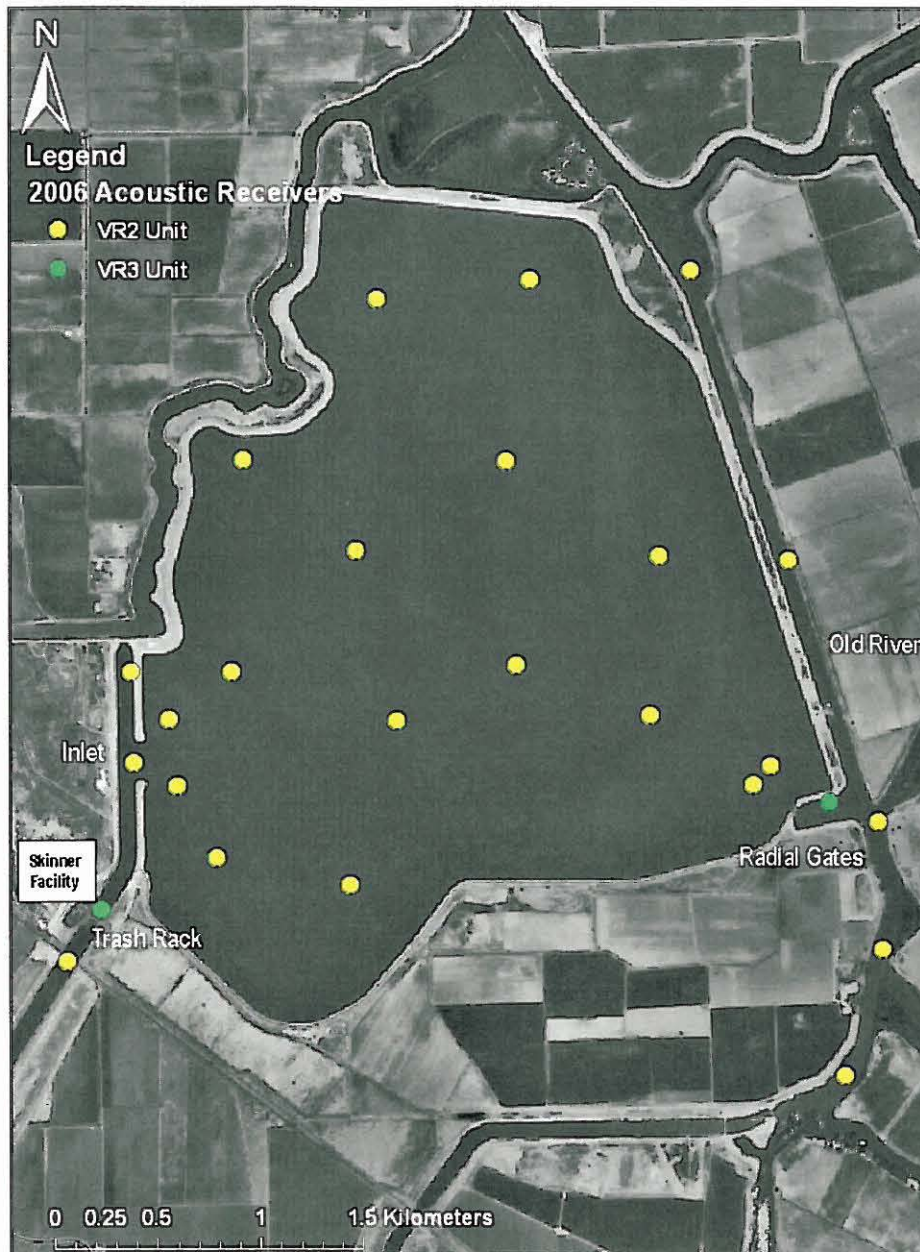 N
Legend
2006 Acoustic Receivers
VR2 Unit
VR3 Unit
Old River
Inlet
Radial Gates
Skinner
Facility
Trash Rack
0 0.25 0.5 1 1.5 Kilometers